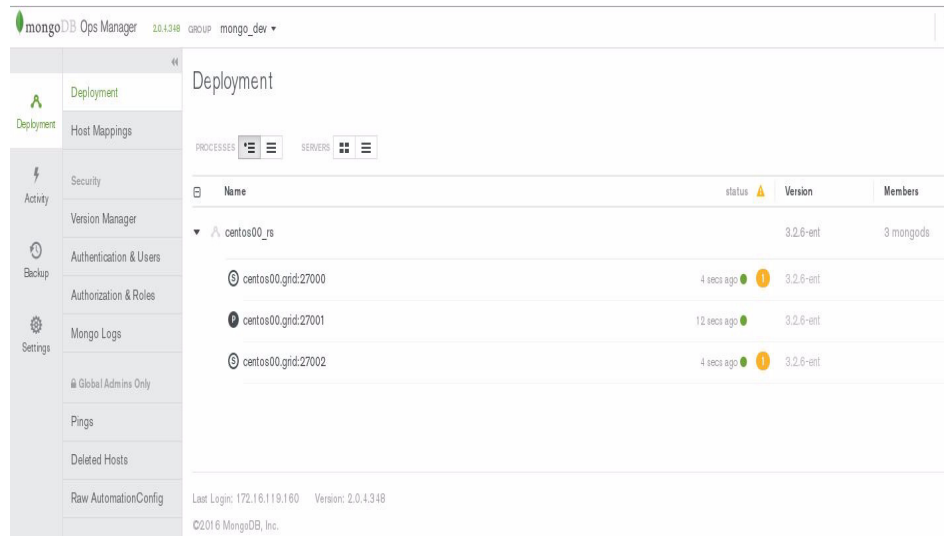 mongoDB Ops Manager 2.0.4.348 GROUP mongo_dev
Deployment
Activity
Backup
Settings
Deployment
Host Mappings
Security
Version Manager
Authentication & Users
Authorization & Roles
Mongo Logs
Global Admins Only
Pings
Deleted Hosts
Raw AutomationConfig
Deployment
PROCESSES SERVERS
Name status Version Members
centos00_rs 3.2.6-ent 3 mongods
S centos00.grid:27000 4 secs ago ! 3.2.6-ent
P centos00.grid:27001 12 secs ago 3.2.6-ent
S centos00.grid:27002 4 secs ago ! 3.2.6-ent
Last Login: 172.16.119.160 Version: 2.0.4.348
©2016 MongoDB, Inc.